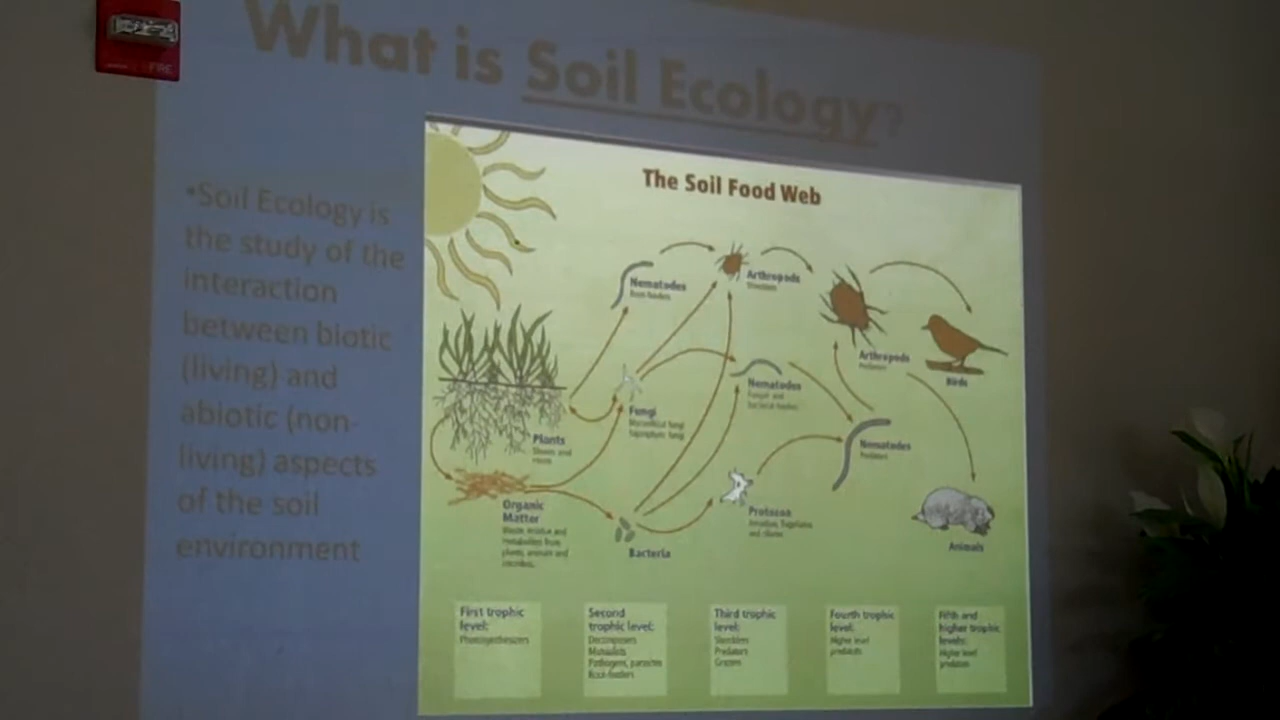 FIRE
What is Soil Ecology?
•Soil Ecology is
the study of the
interaction
between biotic
(living) and
abiotic (non-
living) aspects
of the soil
environment
The Soil Food Web
Nematodes
Root-feeders
Arthropods
Shredders
Arthropods
Predators
Birds
Nematodes
Fungal- and
bacterial-feeders
Fungi
Mycorrhizal fungi
Saprophytic fungi
Plants
Shoots and
roots
Nematodes
Predators
Organic
Matter
Waste, residue and
metabolites from
plants, animals and
microbes.
Protozoa
Amoebae, flagellates
and ciliates
Bacteria
Animals
First trophic
level:
Photosynthesizers
Second
trophic level:
Decomposers
Mutualists
Pathogens, parasites
Root-feeders
Third trophic
level:
Shredders
Predators
Grazers
Fourth trophic
level:
Higher level
predators
Fifth and
higher trophic
levels:
Higher level
predators